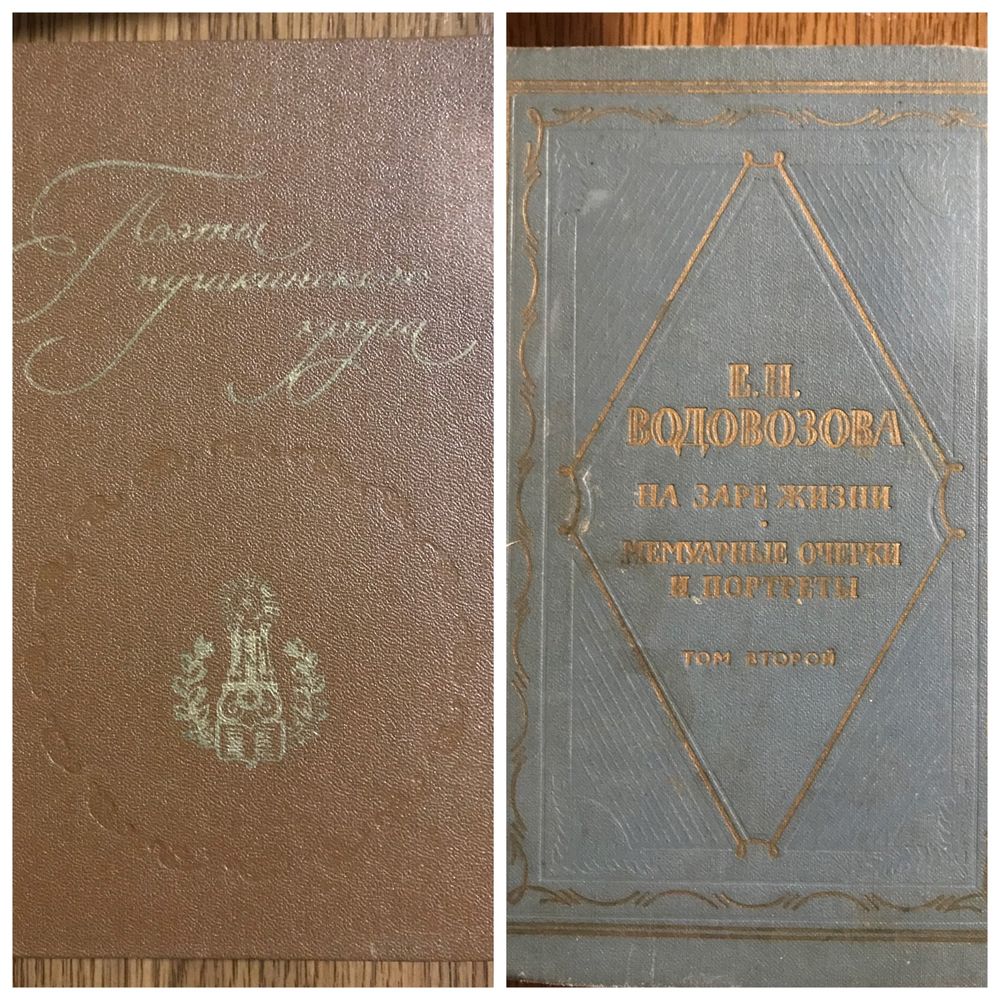 Поэты
пушкинского
круга
Е.Н.
ВОДОВОЗОВА
НА ЗАРЕ ЖИЗНИ
·
МЕМУАРНЫЕ ОЧЕРКИ
И ПОРТРЕТЫ
ТОМ ВТОРОЙ